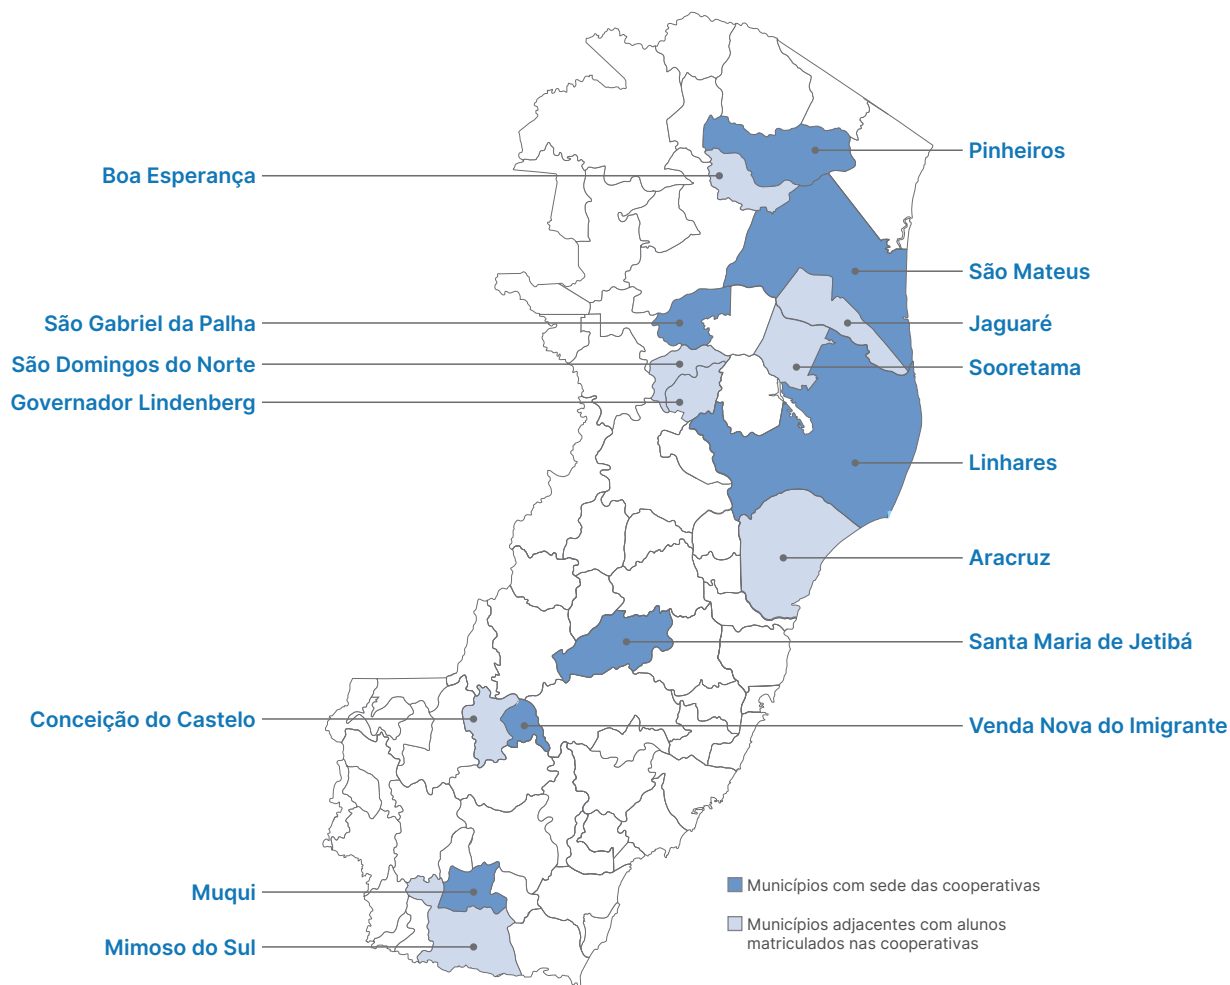 Pinheiros
Boa Esperança
São Mateus
São Gabriel da Palha
Jaguaré
São Domingos do Norte
Sooretama
Governador Lindenberg
Linhares
Aracruz
Santa Maria de Jetibá
Conceição do Castelo
Venda Nova do Imigrante
Muqui
Mimoso do Sul
Municípios com sede das cooperativas
Municípios adjacentes com alunos
matriculados nas cooperativas